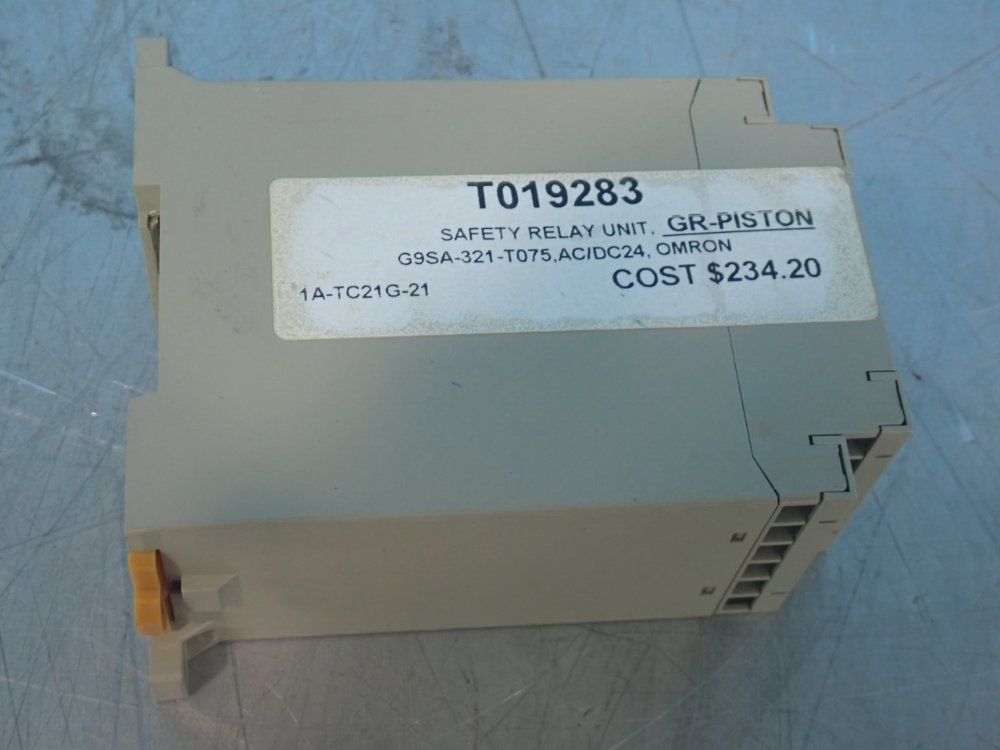 T019283
SAFETY RELAY UNIT, GR-PISTON
G9SA-321-T075,AC/DC24, OMRON
COST $234.20
1A-TC21G-21